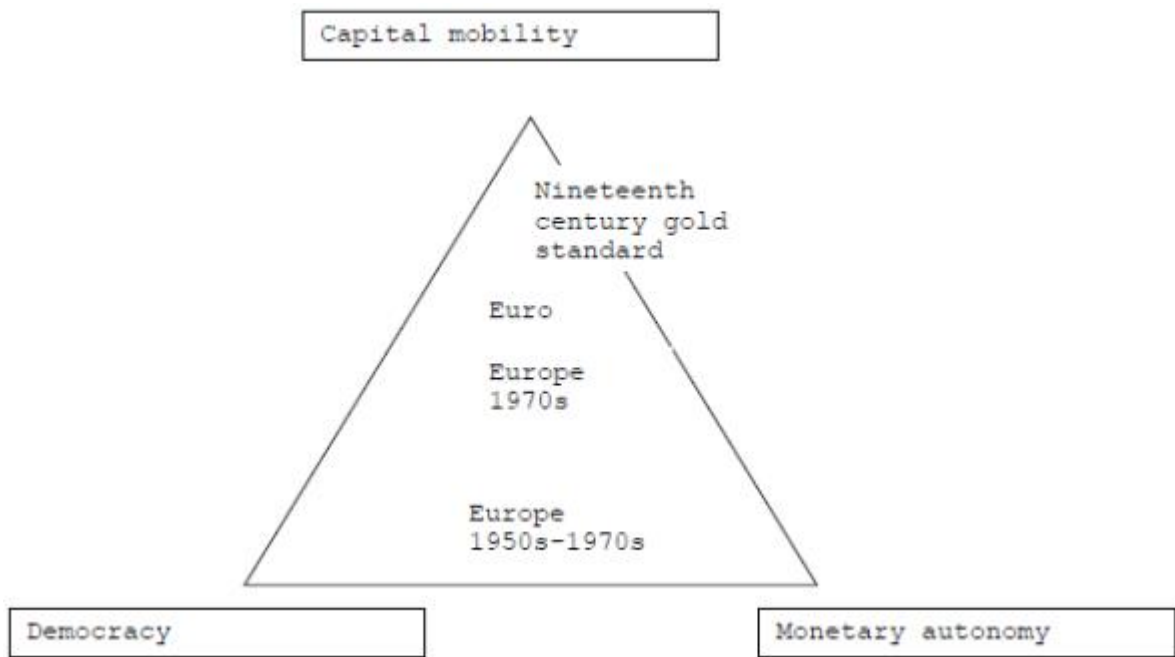 Capital mobility
Nineteenth
century gold
standard
Euro
Europe
1970s
Europe
1950s-1970s
Democracy
Monetary autonomy